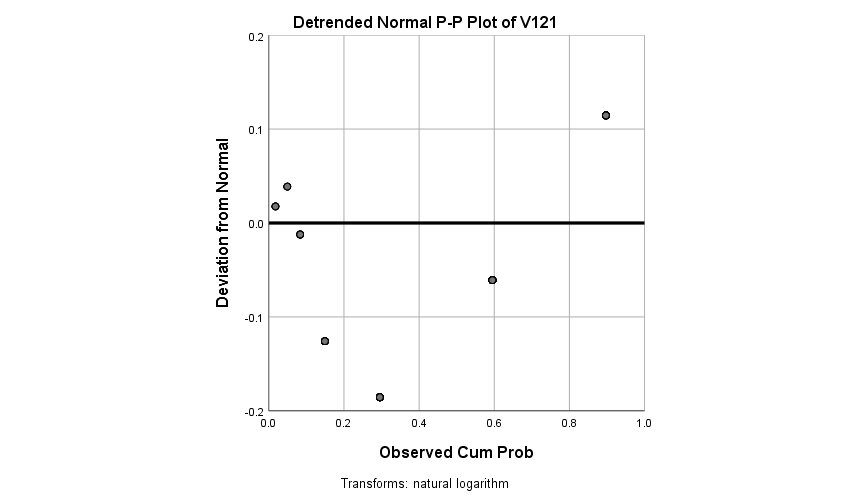 Detrended Normal P-P Plot of V121
0.2
0.1
0.0
-0.1
-0.2
Deviation from Normal
0.0 0.2 0.4 0.6 0.8 1.0
Observed Cum Prob
Transforms: natural logarithm